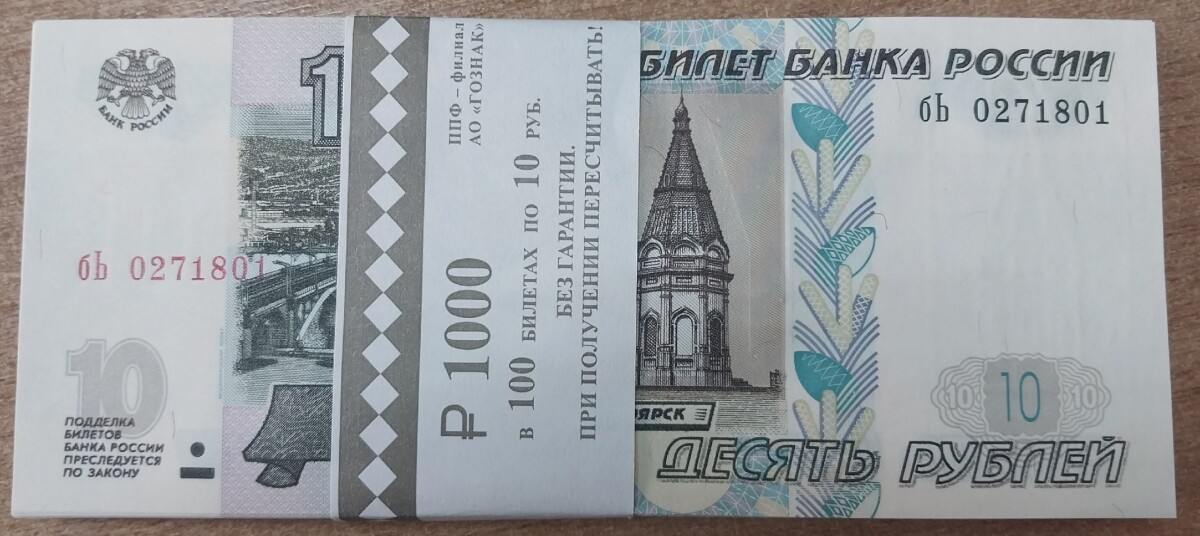 БАНК РОССИИ
1
бЬ 0271801
10
ПОДДЕЛКА
БИЛЕТОВ
БАНКА РОССИИ
ПРЕСЛЕДУЕТСЯ
ПО ЗАКОНУ
ППФ – филиал
АО «ГОЗНАК»
₽ 1000
В 100 БИЛЕТАХ ПО 10 РУБ.
БЕЗ ГАРАНТИИ.
ПРИ ПОЛУЧЕНИИ ПЕРЕСЧИТЫВАТЬ!
БИЛЕТ БАНКА РОССИИ
бЬ 0271801
ЯРСК
10 10 10
ДЕСЯТЬ РУБЛЕЙ